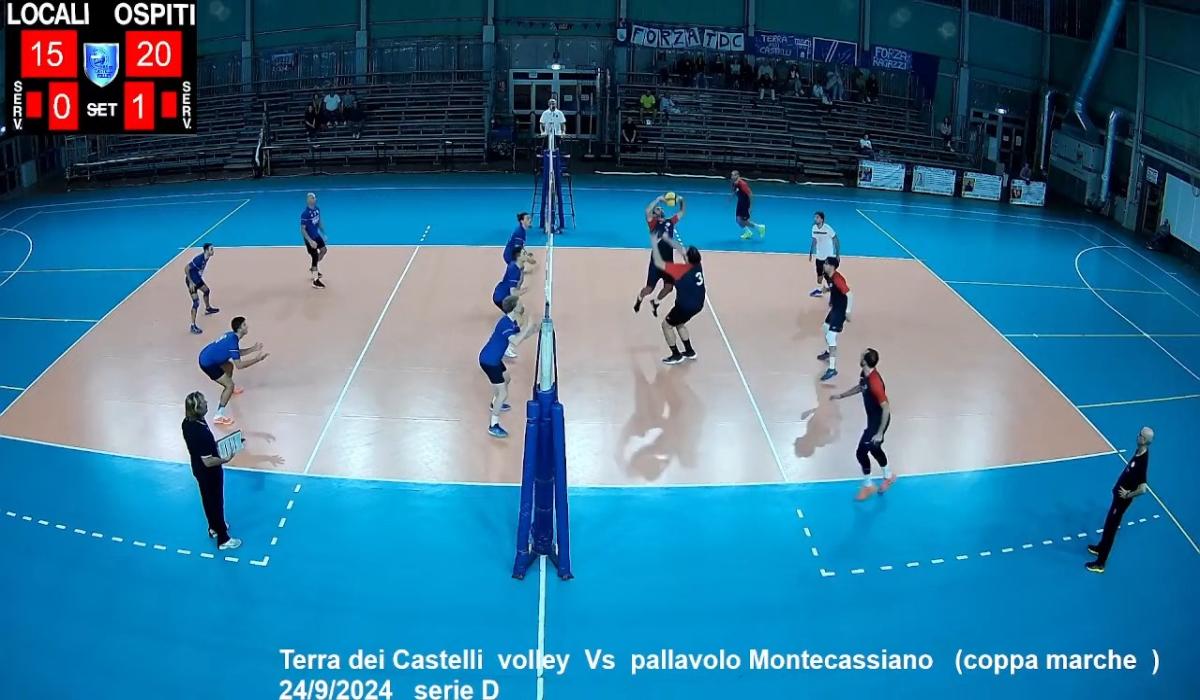 LOCALI OSPITI
15 20
SERV. 0 SET 1 SERV.
FORZA TDC
TERRA
CASTELLI
FORZA
RAGAZZI
3
Terra dei Castelli volley Vs pallavolo Montecassiano (coppa marche )
24/9/2024 serie D